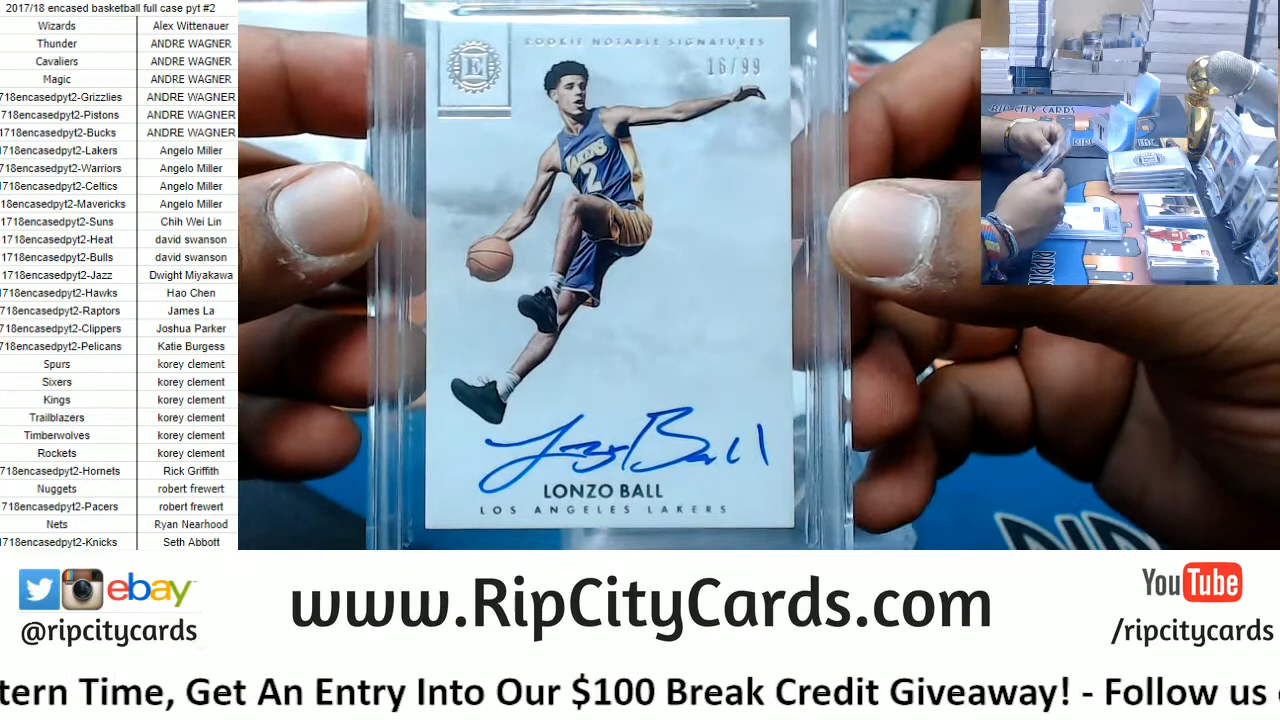 2017/18 encased basketball full case pyt #2
Wizards Alex Wittenauer
Thunder ANDRE WAGNER
Cavaliers ANDRE WAGNER
Magic ANDRE WAGNER
718encasedpyt2-Grizzlies ANDRE WAGNER
718encasedpyt2-Pistons ANDRE WAGNER
718encasedpyt2-Bucks ANDRE WAGNER
718encasedpyt2-Lakers Angelo Miller
718encasedpyt2-Warriors Angelo Miller
718encasedpyt2-Celtics Angelo Miller
18encasedpyt2-Mavericks Angelo Miller
1718encasedpyt2-Suns Chih Wei Lin
1718encasedpyt2-Heat david swanson
1718encasedpyt2-Bulls david swanson
1718encasedpyt2-Jazz Dwight Miyakawa
718encasedpyt2-Hawks Hao Chen
718encasedpyt2-Raptors James La
718encasedpyt2-Clippers Joshua Parker
718encasedpyt2-Pelicans Katie Burgess
Spurs korey clement
Sixers korey clement
Kings korey clement
Trailblazers korey clement
Timberwolves korey clement
Rockets korey clement
718encasedpyt2-Hornets Rick Griffith
Nuggets robert frewert
718encasedpyt2-Pacers robert frewert
Nets Ryan Nearhood
1718encasedpyt2-Knicks Seth Abbott
ROOKIE NOTABLE SIGNATURES
16/99
E
LAKERS
2
LONZO BALL
LOS ANGELES LAKERS
RIP CITY CARDS
ebay
@ripcitycards
www.RipCityCards.com
YouTube
/ripcitycards
tern Time, Get An Entry Into Our $100 Break Credit Giveaway! - Follow us